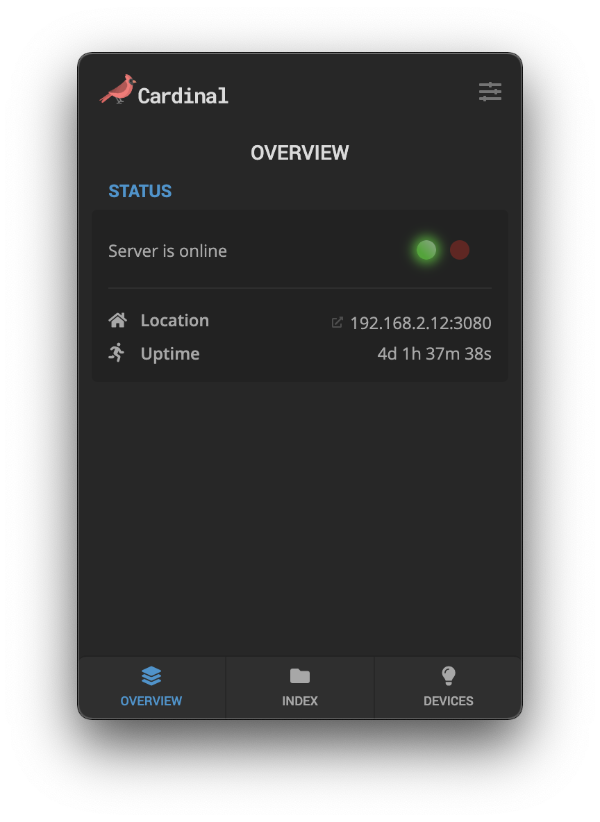 Cardinal
OVERVIEW
STATUS
Server is online
Location 192.168.2.12:3080
Uptime 4d 1h 37m 38s
OVERVIEW INDEX DEVICES